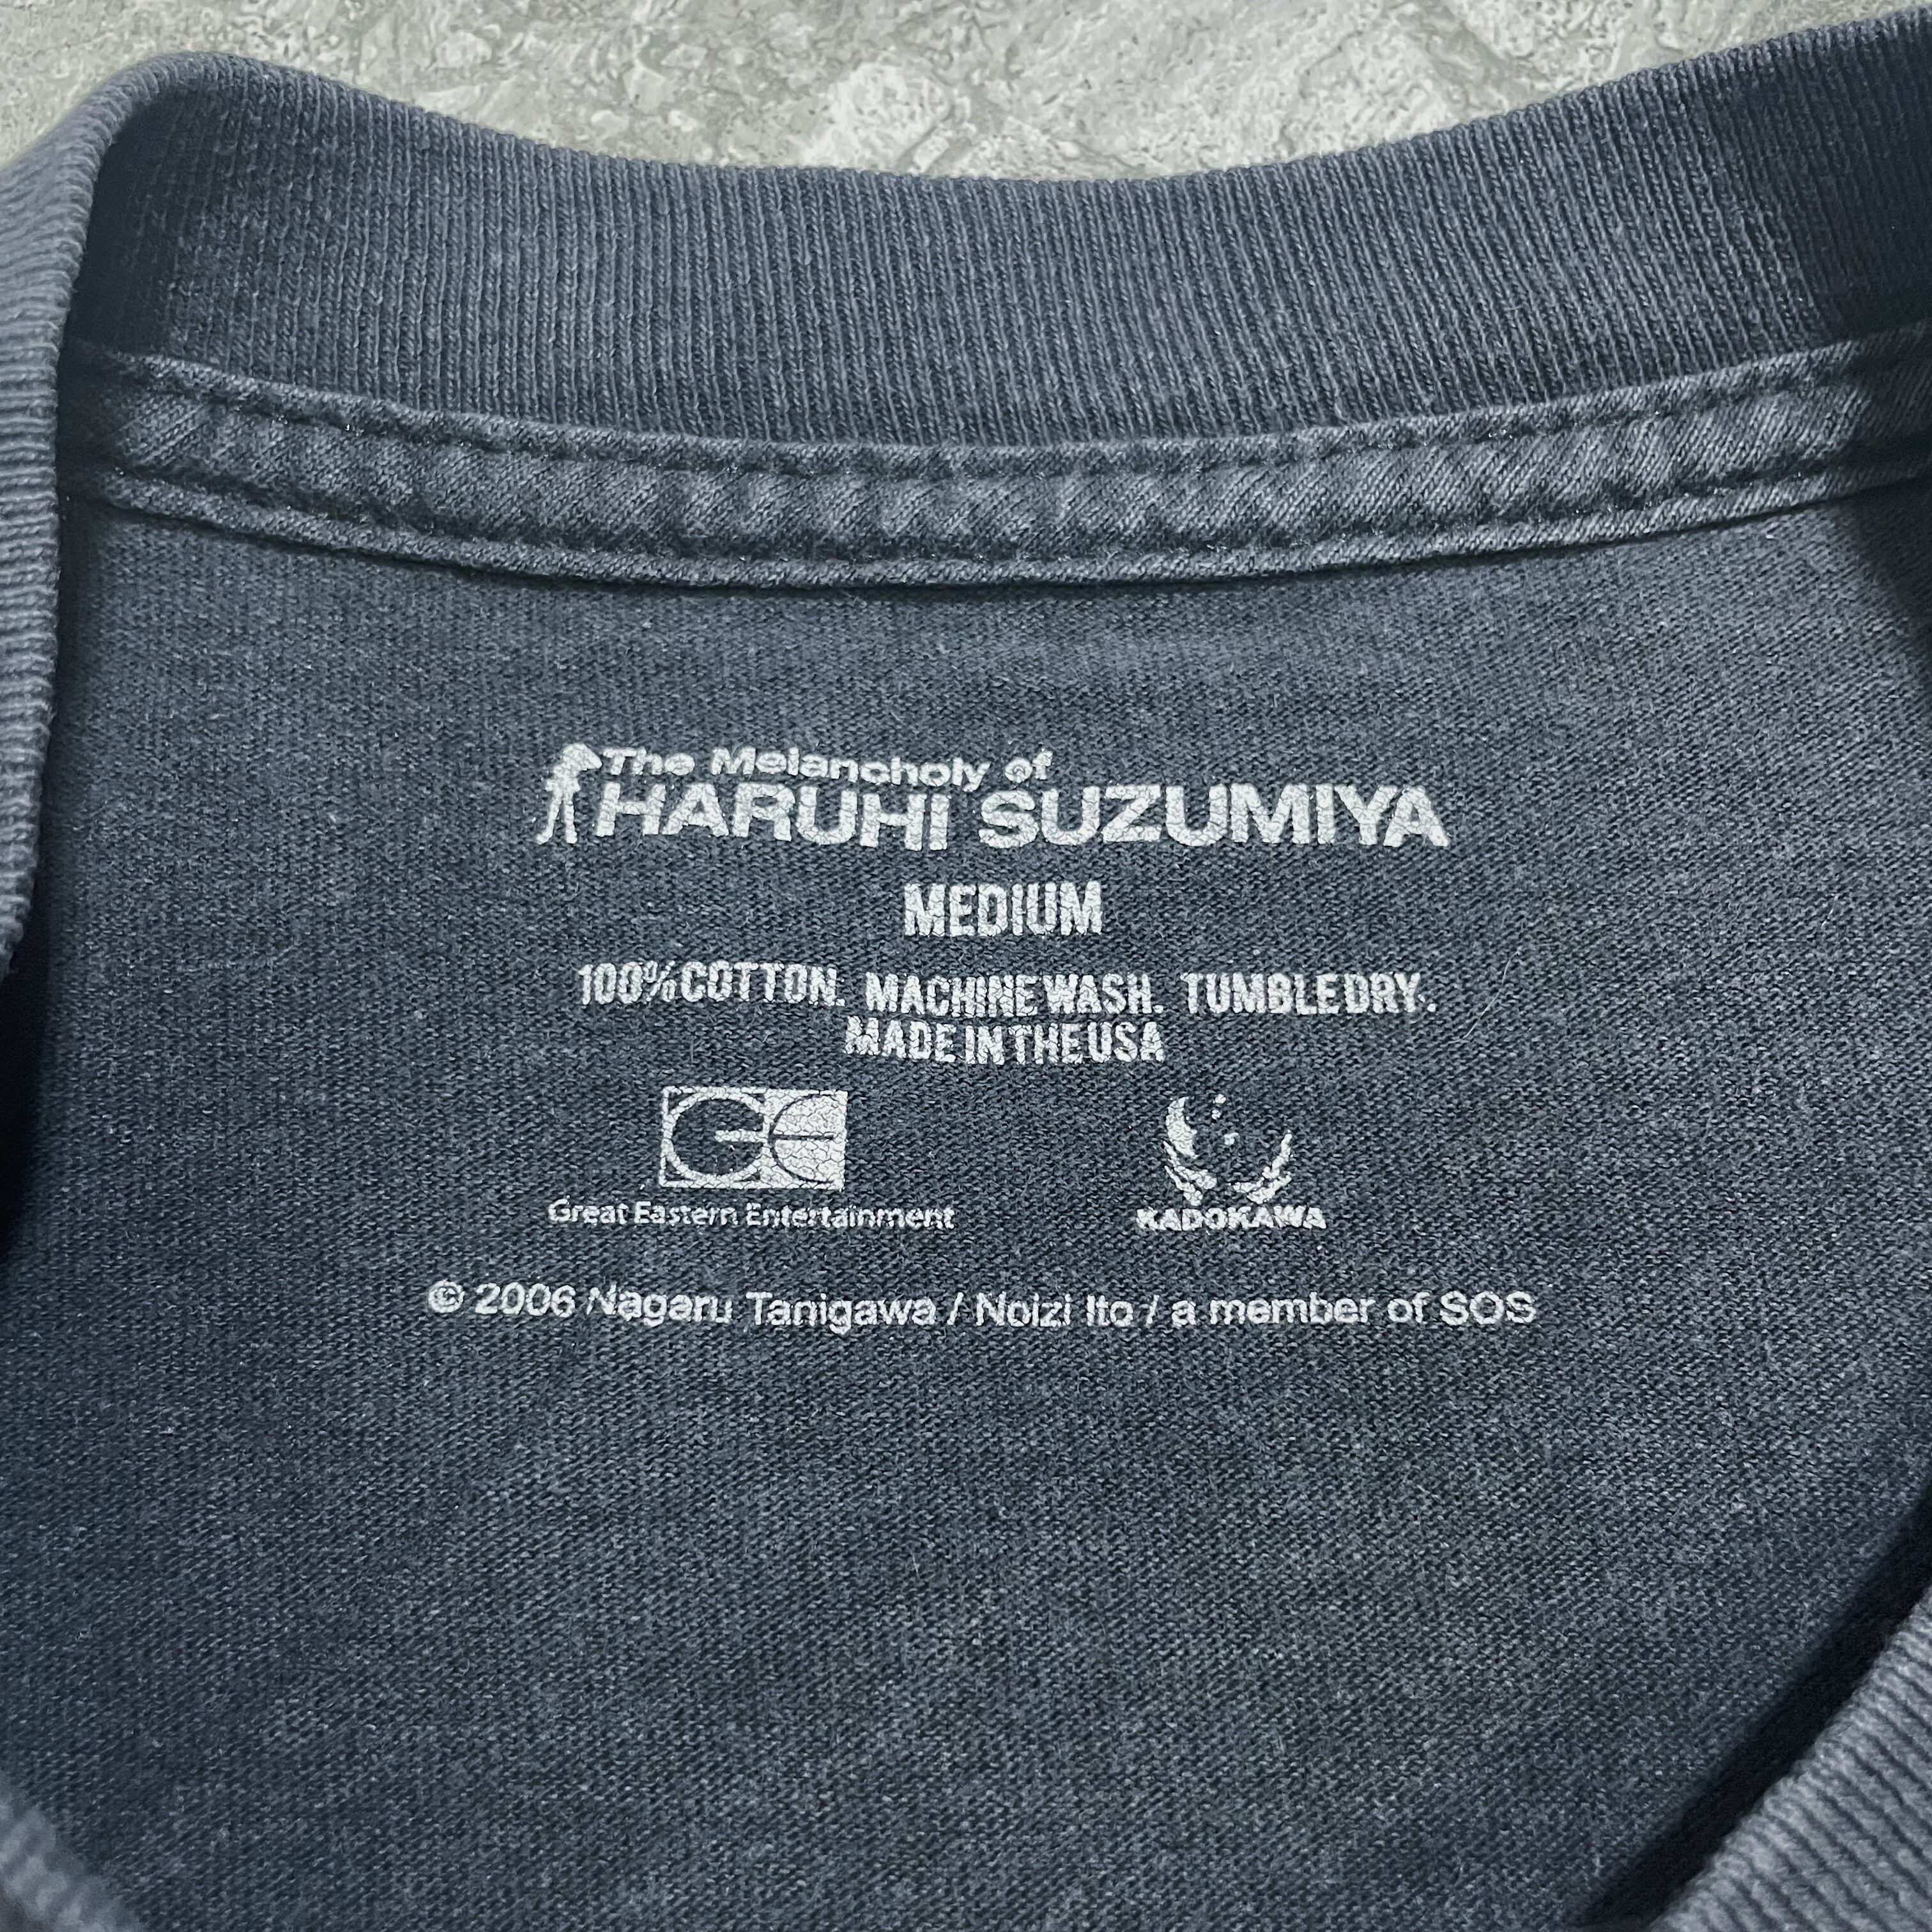 The Melancholy of
HARUHI SUZUMIYA
MEDIUM
100% COTTON. MACHINE WASH. TUMBLE DRY.
MADE IN THE USA
GE
Great Eastern Entertainment
KADOKAWA
© 2006 Nagaru Tanigawa / Noizi Ito / a member of SOS